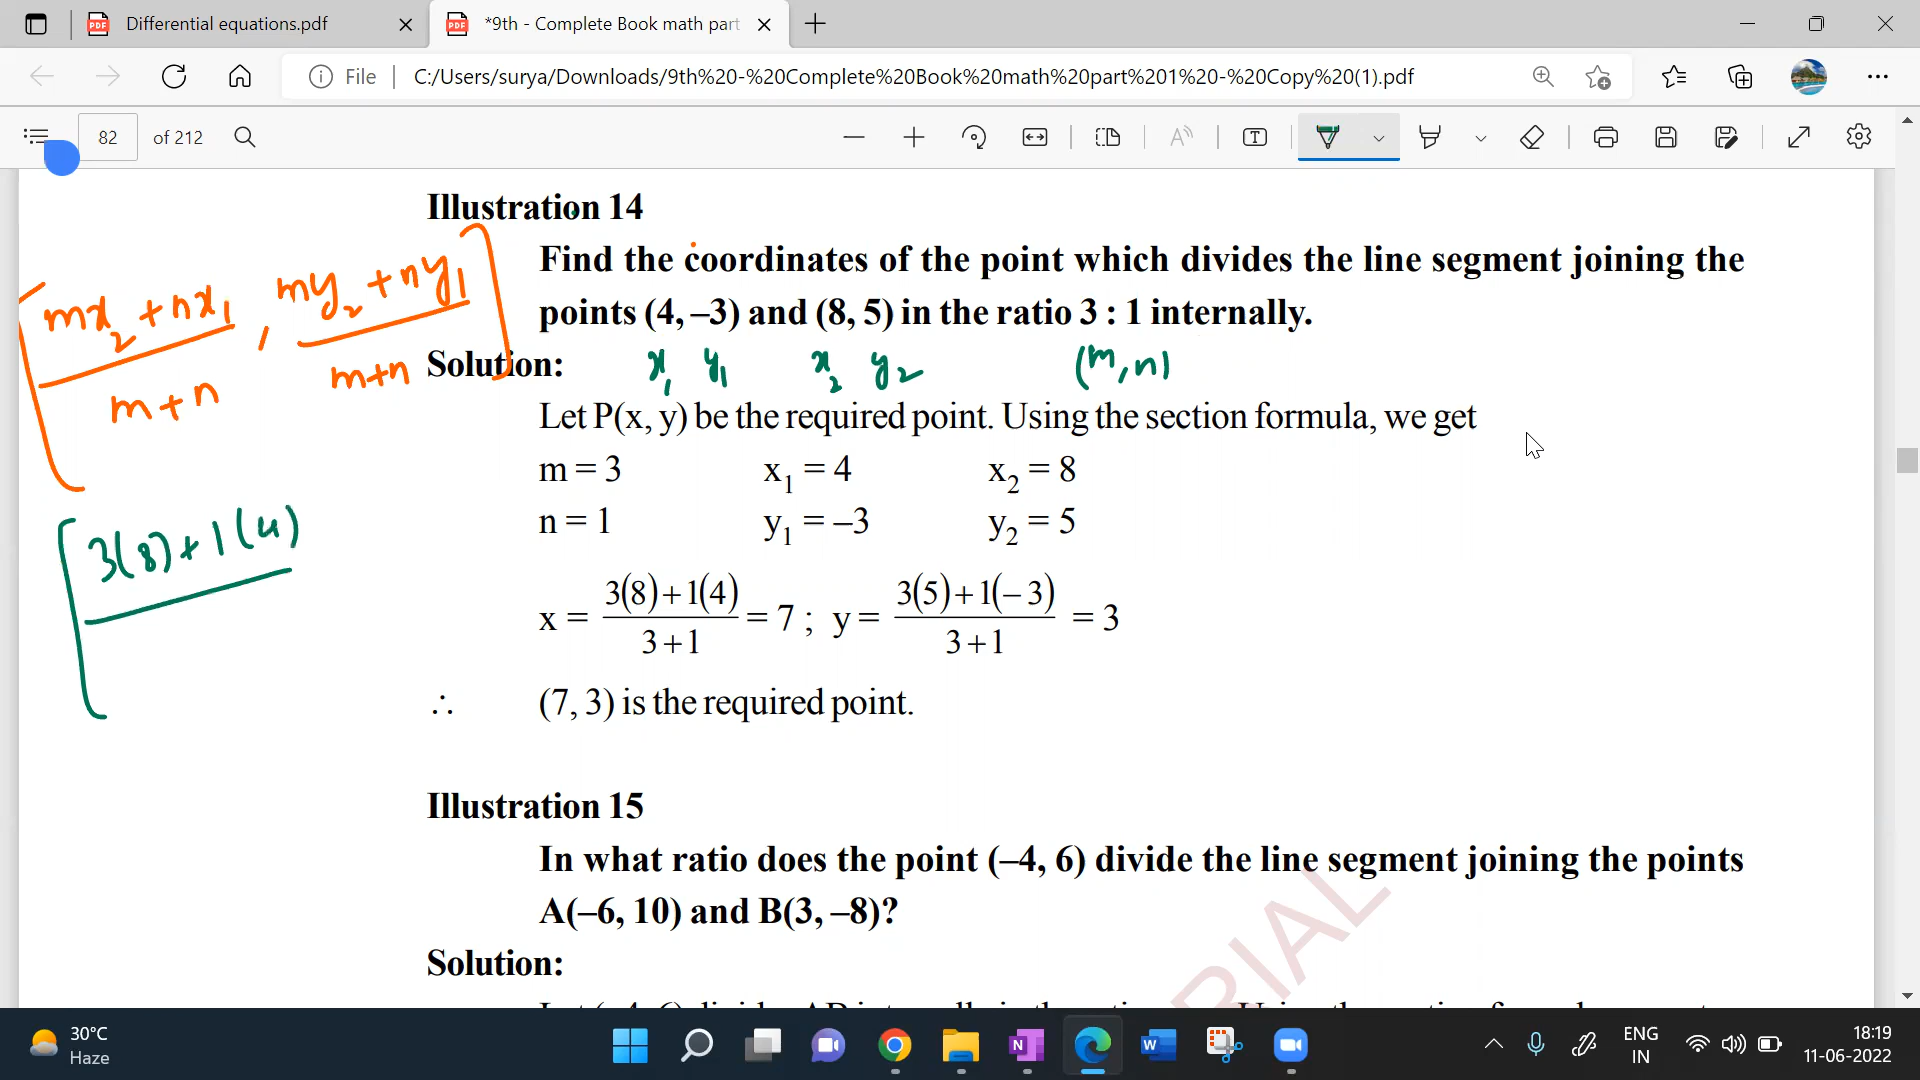 Differential equations.pdf
*9th - Complete Book math part
File
C:/Users/surya/Downloads/9th%20-%20Complete%20Book%20math%20part%201%20-%20Copy%20(1).pdf
82 of 212
Illustration 14
Find the coordinates of the point which divides the line segment joining the
points (4, –3) and (8, 5) in the ratio 3 : 1 internally.
Solution:
x₁ y₁ x₂ y₂ (m, n)
[mx₂ + nx₁ / m + n , my₂ + ny₁ / m+n]
Let P(x, y) be the required point. Using the section formula, we get
m = 3 x₁ = 4 x₂ = 8
n = 1 y₁ = –3 y₂ = 5
[3(8) + 1(4)
x = 3(8)+1(4) / 3+1 = 7 ; y = 3(5)+1(–3) / 3+1 = 3
∴ (7, 3) is the required point.
Illustration 15
In what ratio does the point (–4, 6) divide the line segment joining the points
A(–6, 10) and B(3, –8)?
Solution:
RIAL
30°C
Haze
ENG
IN
18:19
11-06-2022